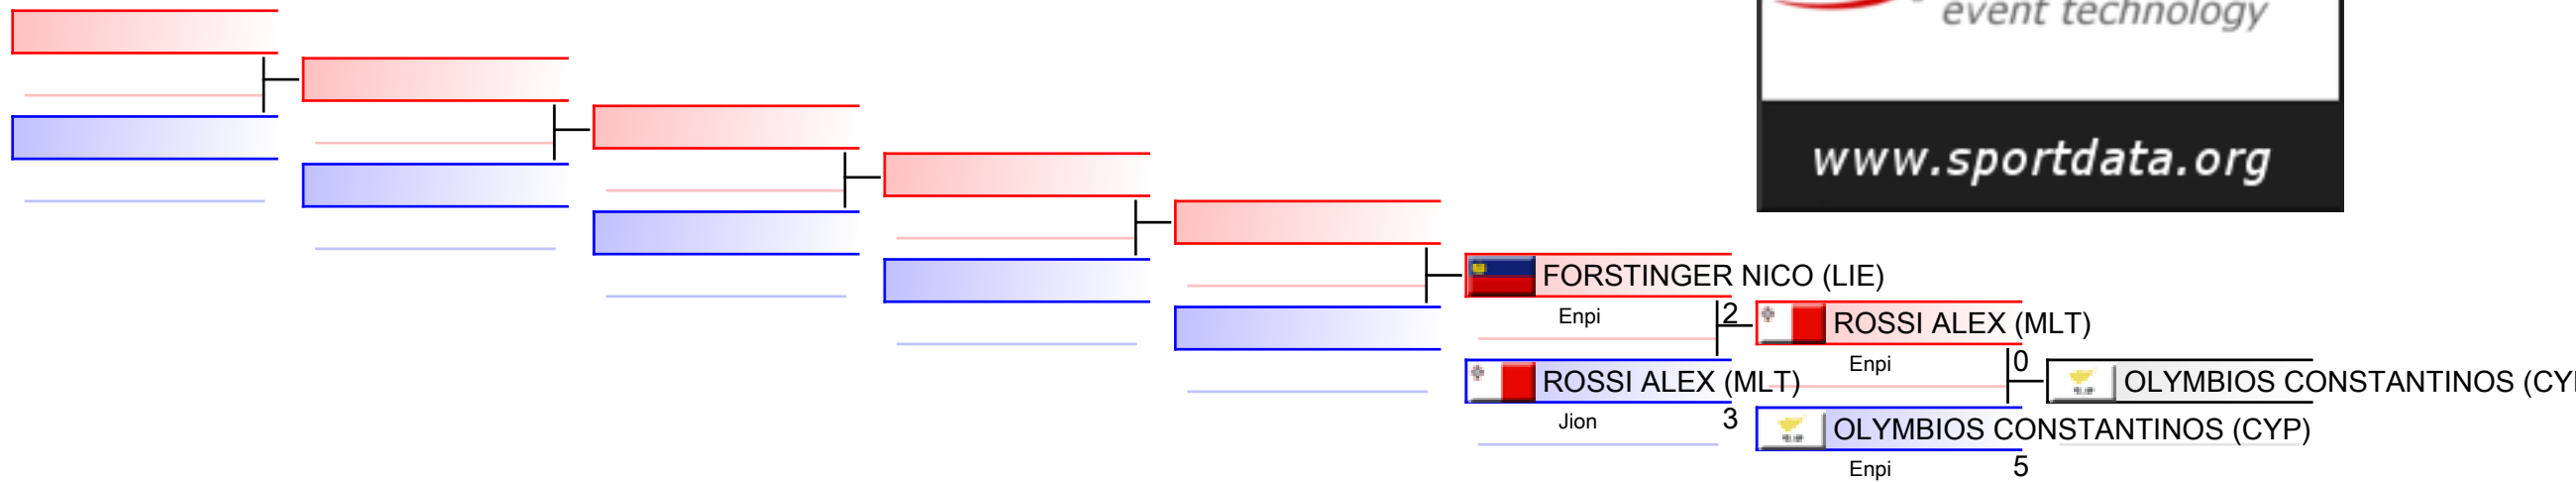 event technology
www.sportdata.org
FORSTINGER NICO (LIE)
Enpi
2
ROSSI ALEX (MLT)
Jion
3
ROSSI ALEX (MLT)
Enpi
0
OLYMBIOS CONSTANTINOS (CYP)
Enpi
5
OLYMBIOS CONSTANTINOS (CY